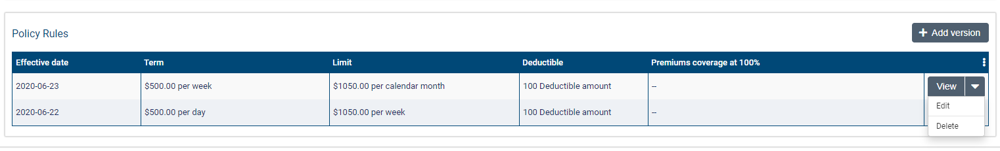 Policy Rules
Add version
Effective date Term Limit Deductible Premiums coverage at 100%
2020-06-23 $500.00 per week $1050.00 per calendar month 100 Deductible amount -- View
Edit
2020-06-22 $500.00 per day $1050.00 per week 100 Deductible amount --
Delete